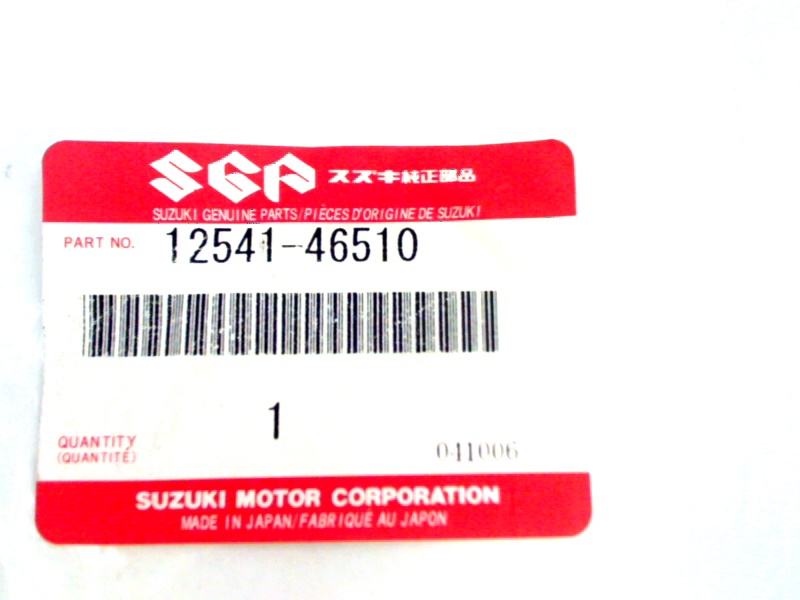 SGP スズキ純正部品
SUZUKI GENUINE PARTS/PIÈCES D'ORIGINE DE SUZUKI
PART NO. 12541-46510
1
QUANTITY
(QUANTITÉ)
041006
SUZUKI MOTOR CORPORATION
MADE IN JAPAN/FABRIQUÉ AU JAPON